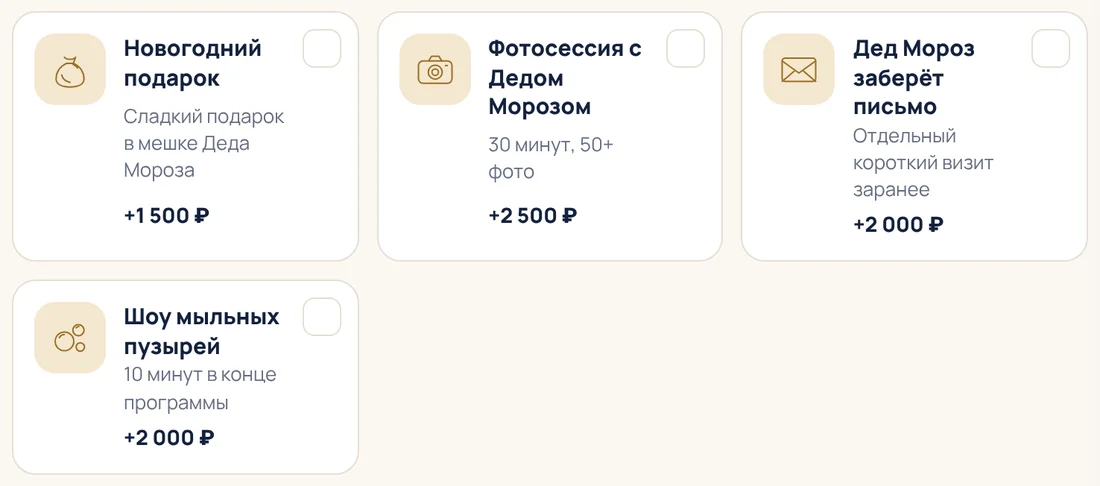 Новогодний
подарок
Сладкий подарок
в мешке Деда
Мороза
+1 500 ₽
Фотосессия с
Дедом
Морозом
30 минут, 50+
фото
+2 500 ₽
Дед Мороз
заберёт
письмо
Отдельный
короткий визит
заранее
+2 000 ₽
Шоу мыльных
пузырей
10 минут в конце
программы
+2 000 ₽